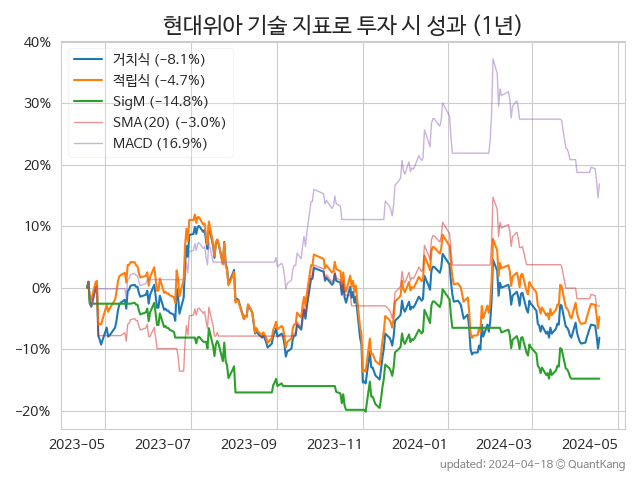 현대위아 기술 지표로 투자 시 성과 (1년)
40%
30%
20%
10%
0%
−10%
−20%
거치식 (−8.1%)
적립식 (−4.7%)
SigM (−14.8%)
SMA(20) (−3.0%)
MACD (16.9%)
2023-05 2023-07 2023-09 2023-11 2024-01 2024-03 2024-05
updated: 2024-04-18 © QuantKang